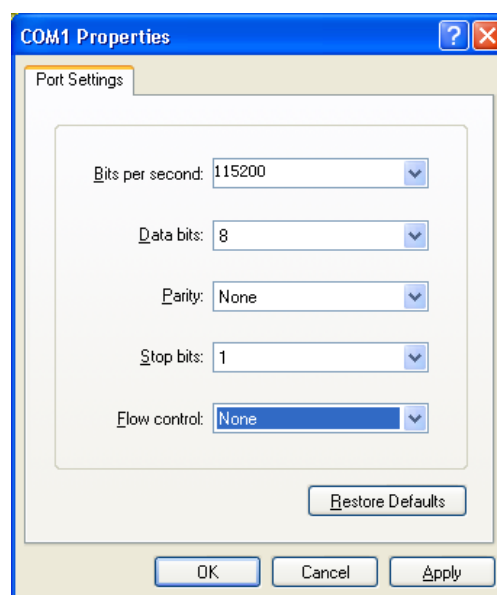 COM1 Properties
Port Settings
Bits per second: 115200
Data bits: 8
Parity: None
Stop bits: 1
Flow control: None
Restore Defaults
OK Cancel Apply